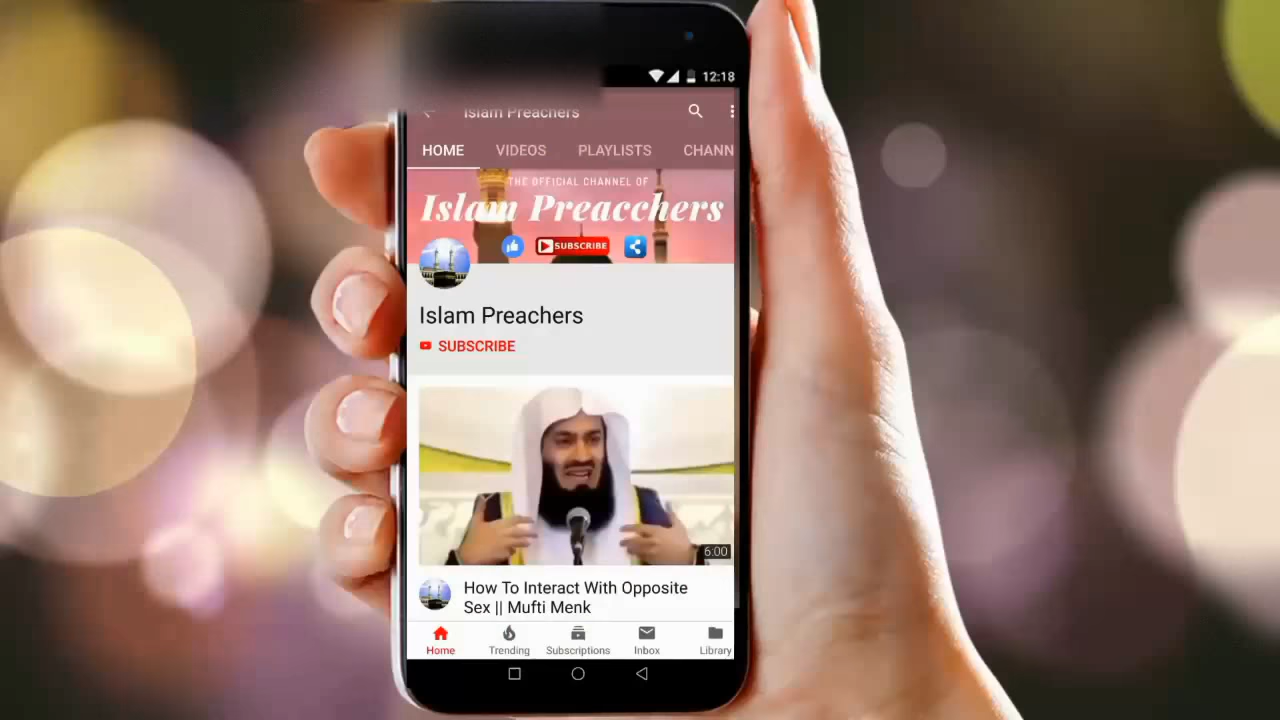 12:18
Islam Preachers
HOME VIDEOS PLAYLISTS CHANN
THE OFFICIAL CHANNEL OF
Islam Preacchers
SUBSCRIBE
Islam Preachers
SUBSCRIBE
6:00
How To Interact With Opposite
Sex || Mufti Menk
Home Trending Subscriptions Inbox Library